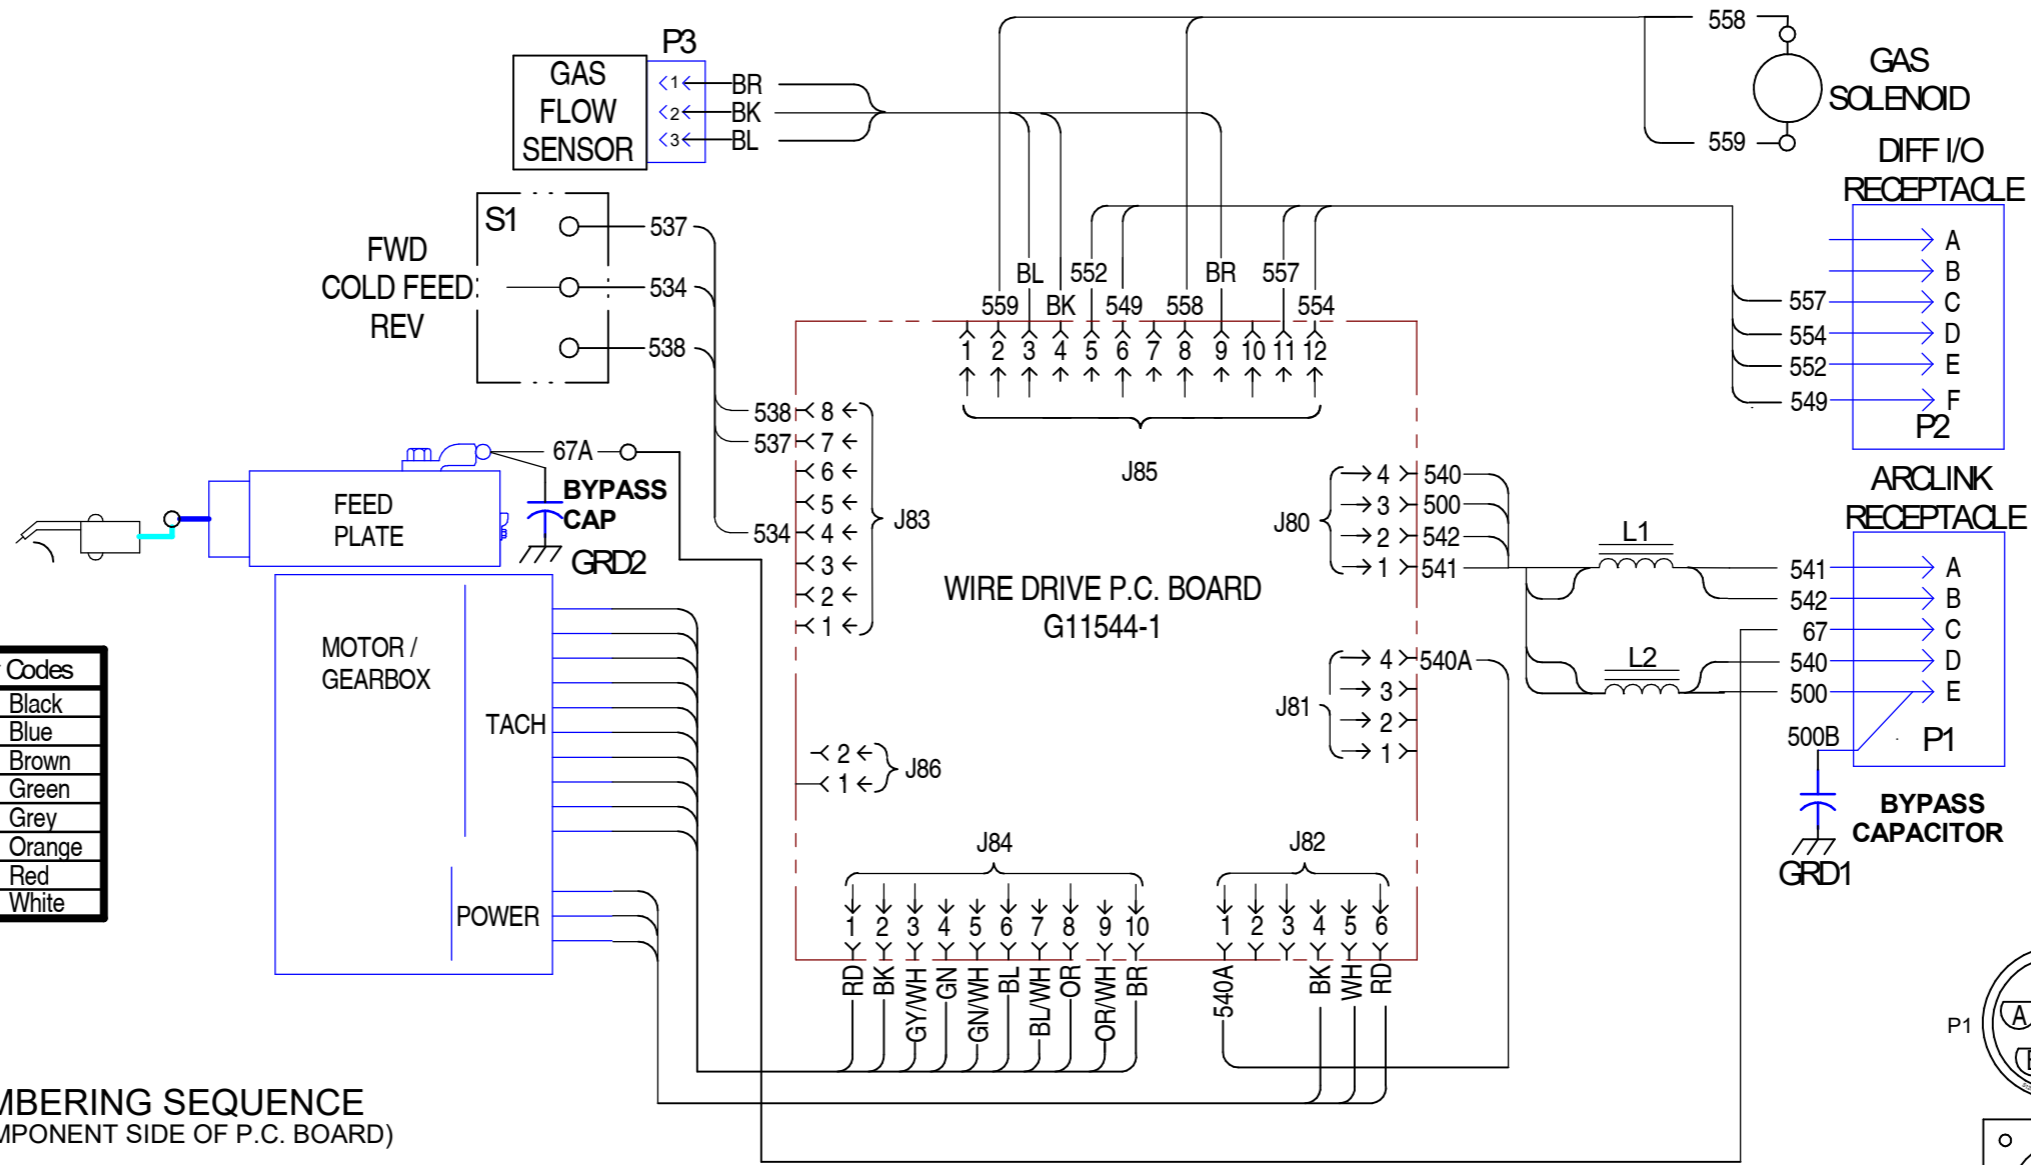 P3
GAS
FLOW
SENSOR
1
BR
2
BK
3
BL
558
GAS
SOLENOID
559
DIFF I/O
RECEPTACLE
A
B
557 C
554 D
552 E
549 F
P2
S1
537
534
538
FWD
COLD FEED
REV
BL 552 BR 557
559 BK 549 558 554
1 2 3 4 5 6 7 8 9 10 11 12
J85
538 8
537 7
6
5
534 4
3
2
1
J83
67A
BYPASS
CAP
GRD2
FEED
PLATE
4 540
3 500
2 542
1 541
J80
L1
L2
ARCLINK
RECEPTACLE
541 A
542 B
67 C
540 D
500 E
500B
P1
BYPASS
CAPACITOR
GRD1
WIRE DRIVE P.C. BOARD
G11544-1
4 540A
3
2
1
J81
MOTOR /
GEARBOX
TACH
POWER
2
1
J86
J84
1 2 3 4 5 6 7 8 9 10
RD BK GY/WH GN GN/WH BL BL/WH OR OR/WH BR
J82
1 2 3 4 5 6
540A BK WH RD
Codes
Black
Blue
Brown
Green
Grey
Orange
Red
White
P1
A
MBERING SEQUENCE
MPONENT SIDE OF P.C. BOARD)